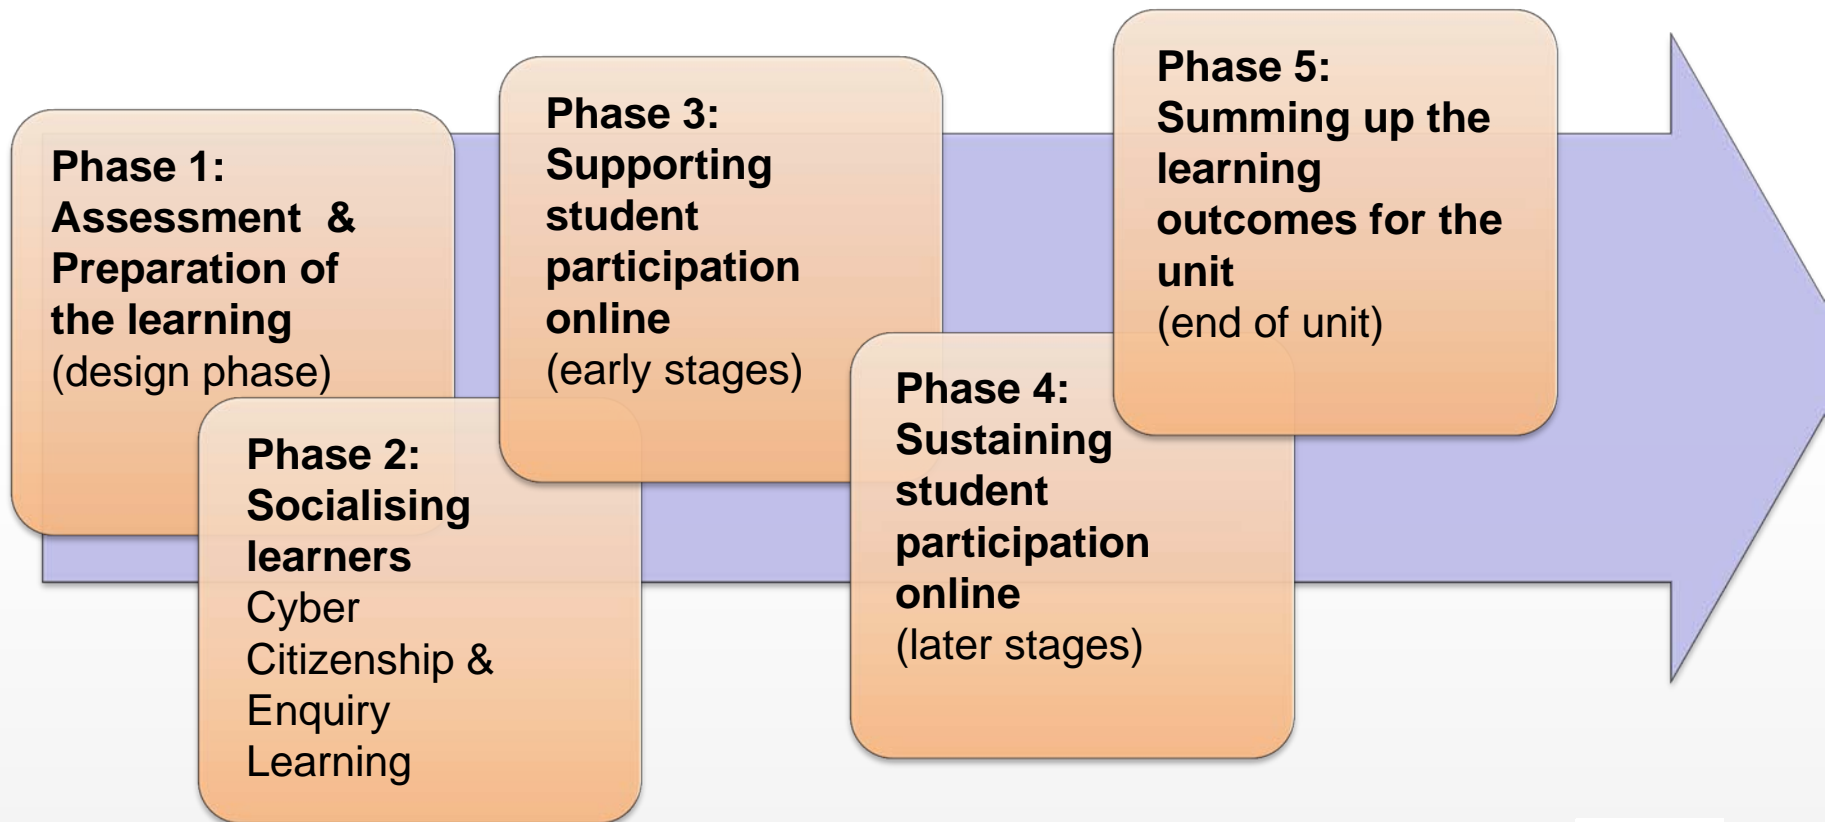 Phase 1:
Assessment & 
Preparation of
the learning
(design phase)
Phase 2:
Socialising
learners
Cyber
Citizenship &
Enquiry
Learning
Phase 3:
Supporting
student
participation
online
(early stages)
Phase 4:
Sustaining
student
participation
online
(later stages)
Phase 5:
Summing up the
learning
outcomes for the
unit
(end of unit)